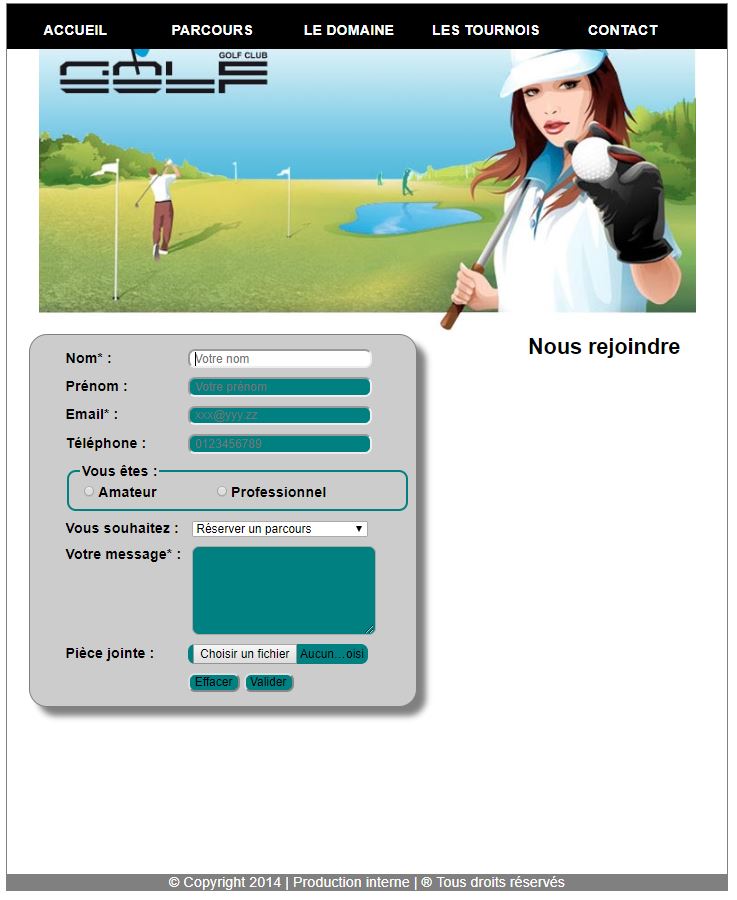 ACCUEIL PARCOURS LE DOMAINE LES TOURNOIS CONTACT
GOLF CLUB
GOLF
Nous rejoindre
Nom* : Votre nom
Prénom : Votre prénom
Email* : xxx@yyy.zz
Téléphone : 0123456789
Vous êtes :
Amateur Professionnel
Vous souhaitez : Réserver un parcours
Votre message* :
Pièce jointe : Choisir un fichier Aucun...oisi
Effacer Valider
© Copyright 2014 | Production interne | ® Tous droits réservés